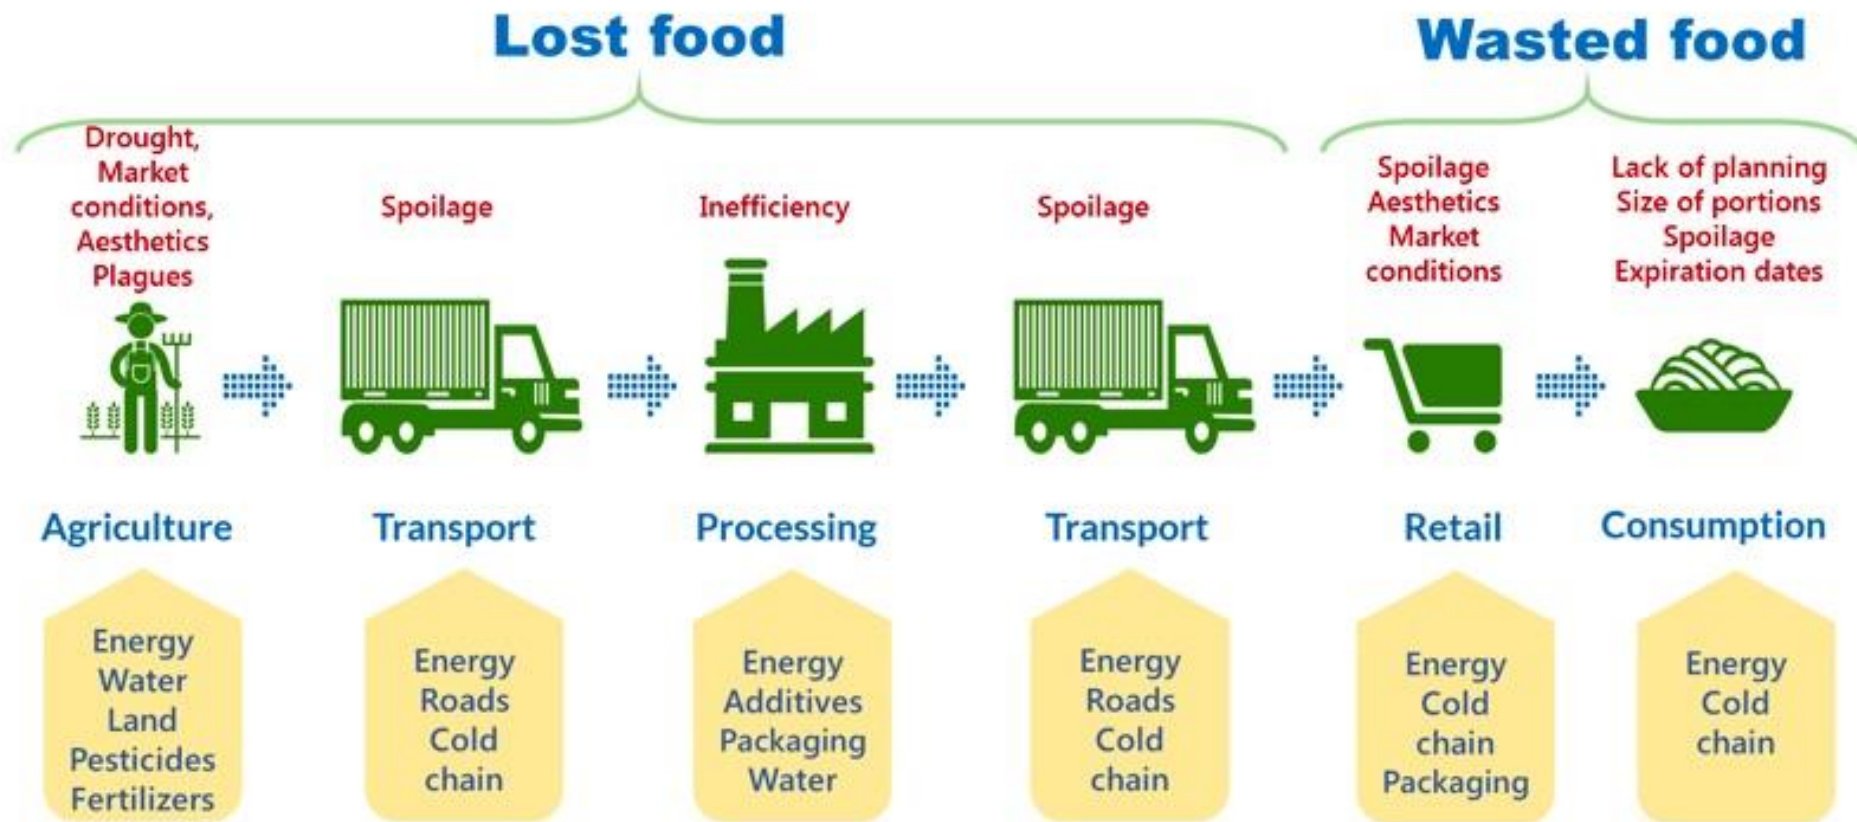 Lost food
Wasted food
Drought,
Market
conditions,
Aesthetics
Plagues
Spoilage
Inefficiency
Spoilage
Spoilage
Aesthetics
Market
conditions
Lack of planning
Size of portions
Spoilage
Expiration dates
Agriculture
Transport
Processing
Transport
Retail
Consumption
Energy
Water
Land
Pesticides
Fertilizers
Energy
Roads
Cold
chain
Energy
Additives
Packaging
Water
Energy
Roads
Cold
chain
Energy
Cold
chain
Packaging
Energy
Cold
chain